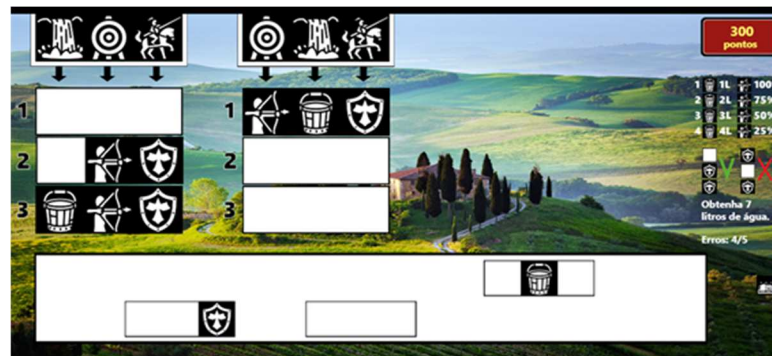 300
pontos
1 1L 100
2 2L 75%
3 3L 50%
4 4L 25%
1
2
3
1
2
3
Obtenha 7
litros de água.
Erros: 4/5